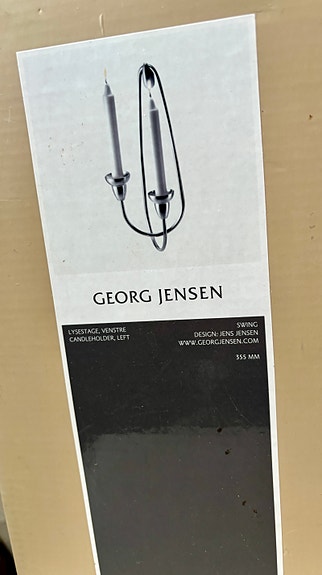 GEORG JENSEN
LYSESTAGE, VENSTRE
CANDLEHOLDER, LEFT
SWING
DESIGN: JENS JENSEN
WWW.GEORGJENSEN.COM
355 MM